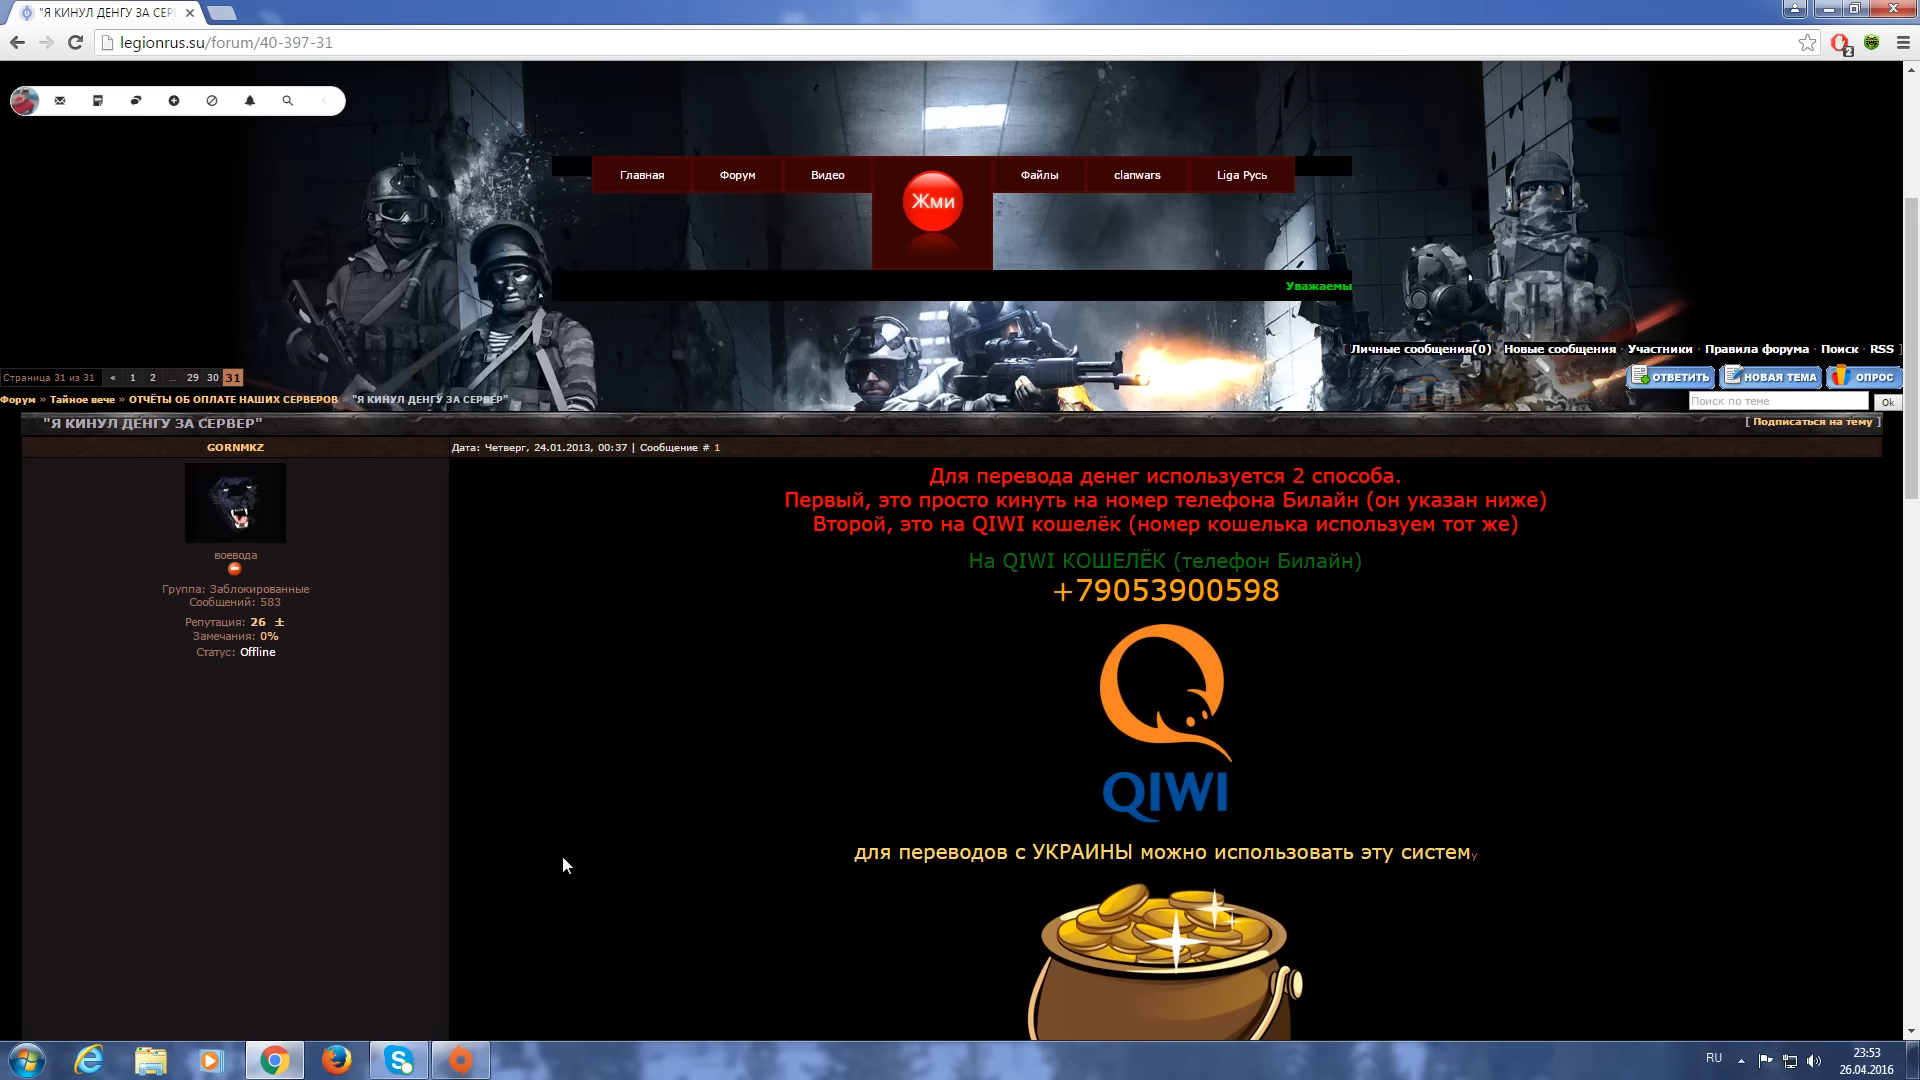 "Я КИНУЛ ДЕНГУ ЗА СЕР
legionrus.su/forum/40-397-31
2
Главная
Форум
Видео
Жми
Файлы
clanwars
Liga Русь
Уважаемы
Личные сообщения(0) · Новые сообщения · Участники · Правила форума · Поиск · RSS ]
Страница 31 из 31 « 1 2 … 29 30 31
ОТВЕТИТЬ НОВАЯ ТЕМА ОПРОС
Форум » Тайное вече » ОТЧЁТЫ ОБ ОПЛАТЕ НАШИХ СЕРВЕРОВ » "Я КИНУЛ ДЕНГУ ЗА СЕРВЕР"
Поиск по теме Ok
"Я КИНУЛ ДЕНГУ ЗА СЕРВЕР"
[ Подписаться на тему ]
GORNMKZ
Дата: Четверг, 24.01.2013, 00:37 | Сообщение # 1
воевода
Группа: Заблокированные
Сообщений: 583
Репутация: 26 ±
Замечания: 0%
Статус: Offline
Для перевода денег используется 2 способа.
Первый, это просто кинуть на номер телефона Билайн (он указан ниже)
Второй, это на QIWI кошелёк (номер кошелька используем тот же)
На QIWI КОШЕЛЁК (телефон Билайн)
+79053900598
QIWI
для переводов с УКРАИНЫ можно использовать эту систему
RU
23:53
26.04.2016